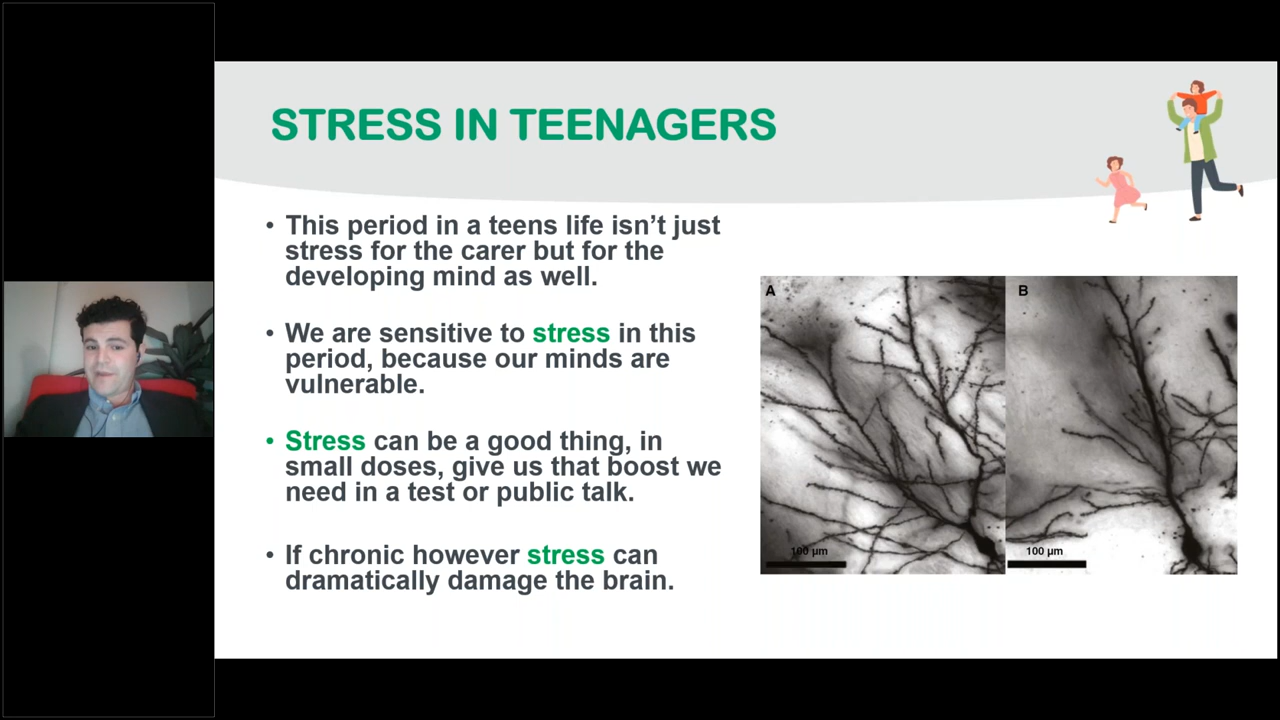 STRESS IN TEENAGERS
• This period in a teens life isn’t just
stress for the carer but for the
developing mind as well.
• We are sensitive to stress in this
period, because our minds are
vulnerable.
• Stress can be a good thing, in
small doses, give us that boost we
need in a test or public talk.
• If chronic however stress can
dramatically damage the brain.
A
B
100 µm
100 µm